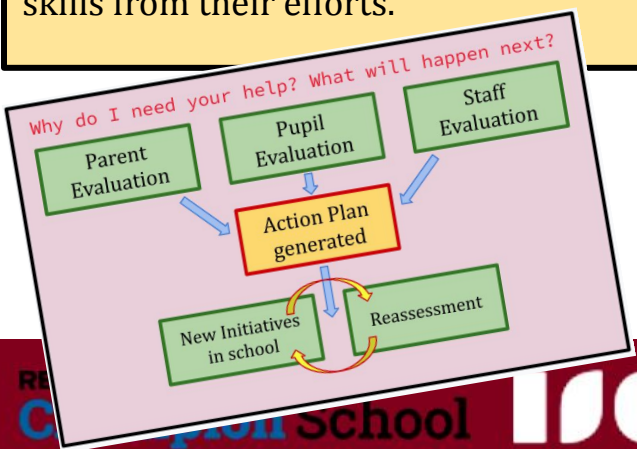 skills from their efforts.
Why do I need your help? What will happen next?
Parent
Evaluation
Pupil
Evaluation
Staff
Evaluation
Action Plan
generated
New Initiatives
in school
Reassessment
School